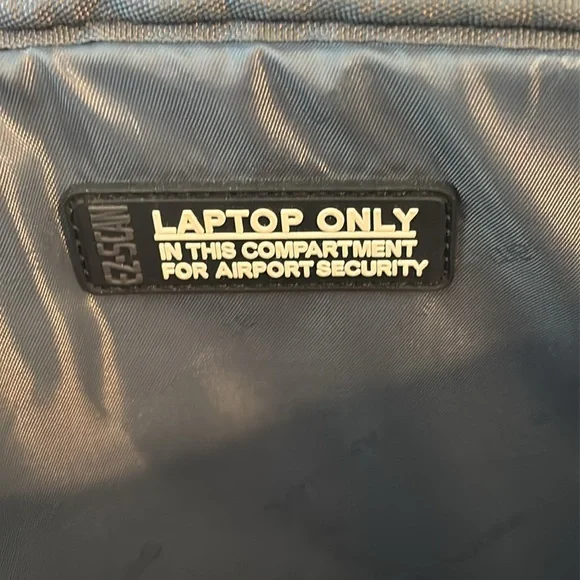 EZ-SCAN
LAPTOP ONLY
IN THIS COMPARTMENT
FOR AIRPORT SECURITY